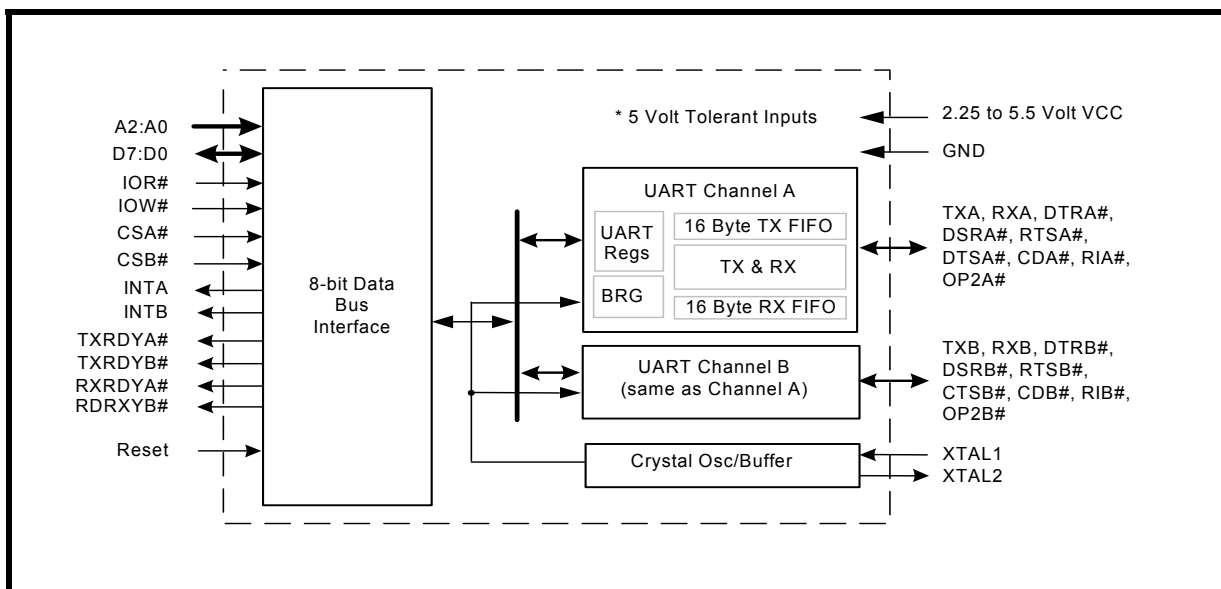 A2:A0
D7:D0
IOR#
IOW#
CSA#
CSB#
INTA
INTB
TXRDYA#
TXRDYB#
RXRDYA#
RDRXYB#
Reset
8-bit Data
Bus
Interface
* 5 Volt Tolerant Inputs
UART Channel A
UART
Regs
BRG
16 Byte TX FIFO
TX & RX
16 Byte RX FIFO
UART Channel B
(same as Channel A)
Crystal Osc/Buffer
2.25 to 5.5 Volt VCC
GND
TXA, RXA, DTRA#,
DSRA#, RTSA#,
DTSA#, CDA#, RIA#,
OP2A#
TXB, RXB, DTRB#,
DSRB#, RTSB#,
CTSB#, CDB#, RIB#,
OP2B#
XTAL1
XTAL2